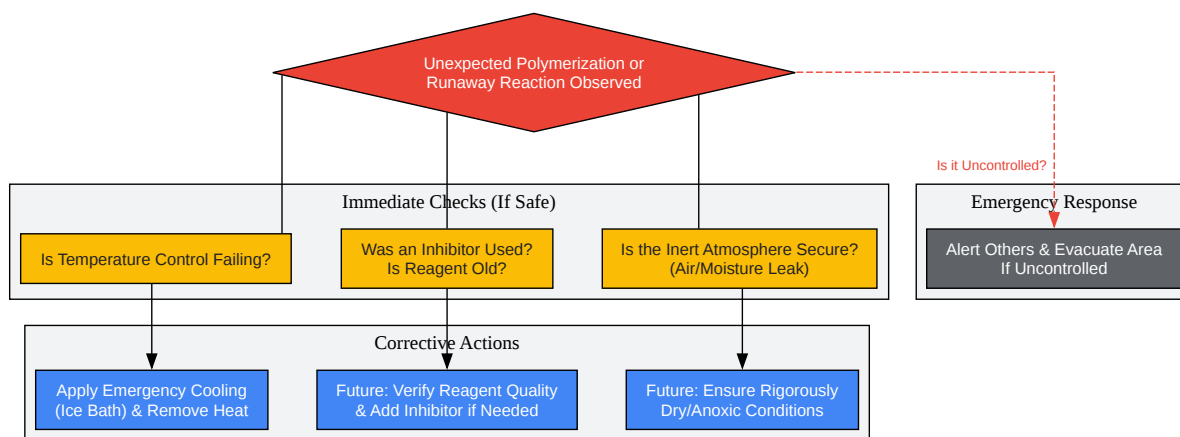 Unexpected Polymerization or
Runaway Reaction Observed
Is it Uncontrolled?
Immediate Checks (If Safe)
Emergency Response
Is Temperature Control Failing?
Was an Inhibitor Used?
Is Reagent Old?
Is the Inert Atmosphere Secure?
(Air/Moisture Leak)
Alert Others & Evacuate Area
If Uncontrolled
Corrective Actions
Apply Emergency Cooling
(Ice Bath) & Remove Heat
Future: Verify Reagent Quality
& Add Inhibitor if Needed
Future: Ensure Rigorously
Dry/Anoxic Conditions